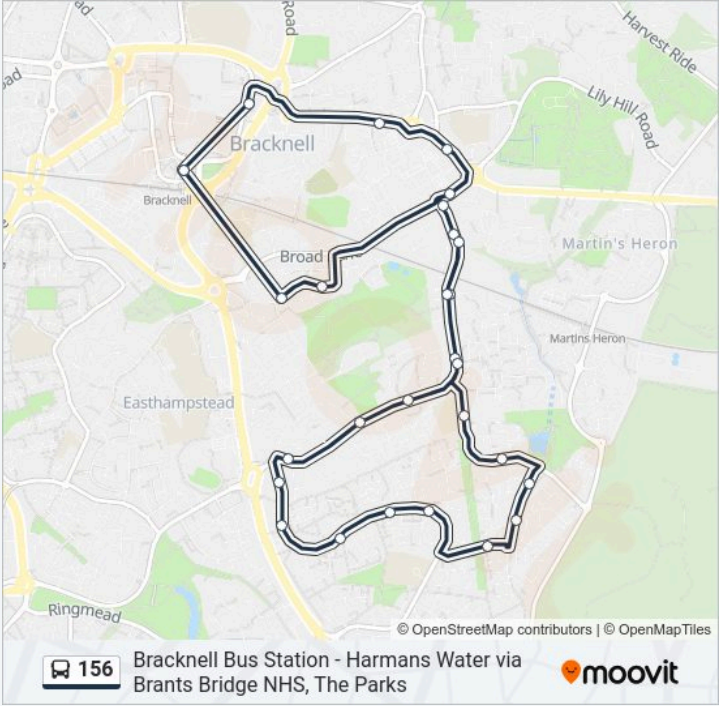 ad
Road
Harvest Ride
oad
Lily Hill Road
Bracknell
Bracknell
Martin's Heron
Broad
Martins Heron
Easthampstead
Ringmead
© OpenStreetMap contributors | © OpenMapTiles
156
Bracknell Bus Station - Harmans Water via
Brants Bridge NHS, The Parks
moovit